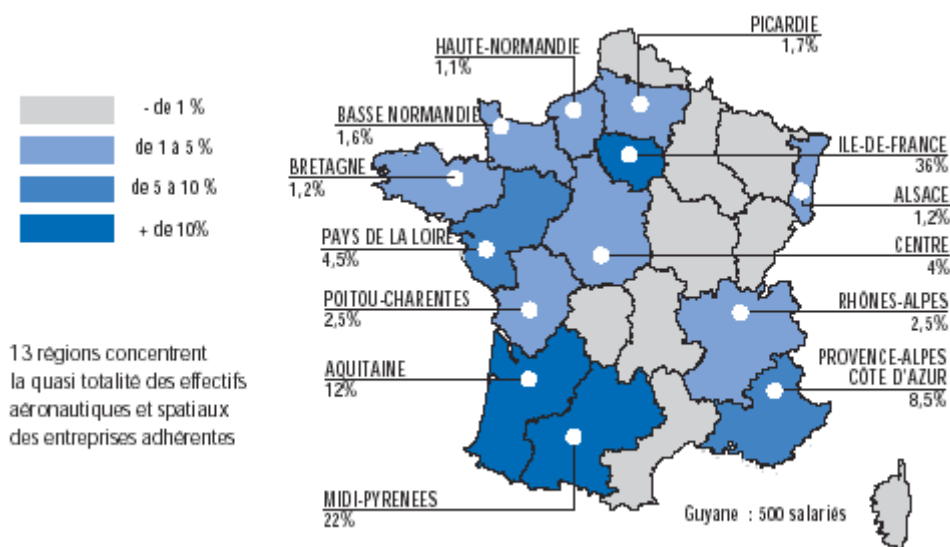 - de 1 %
de 1 à 5 %
de 5 à 10 %
+ de 10%
13 régions concentrent
la quasi totalité des effectifs
aéronautiques et spatiaux
des entreprises adhérentes
PICARDIE
1,7%
HAUTE-NORMANDIE
1,1%
BASSE NORMANDIE
1,6%
BRETAGNE
1,2%
ILE-DE-FRANCE
36%
ALSACE
1,2%
PAYS DE LA LOIRE
4,5%
CENTRE
4%
POITOU-CHARENTES
2,5%
RHÔNES-ALPES
2,5%
AQUITAINE
12%
PROVENCE-ALPES
CÔTE D'AZUR
8,5%
MIDI-PYRENEES
22%
Guyane : 500 salariés